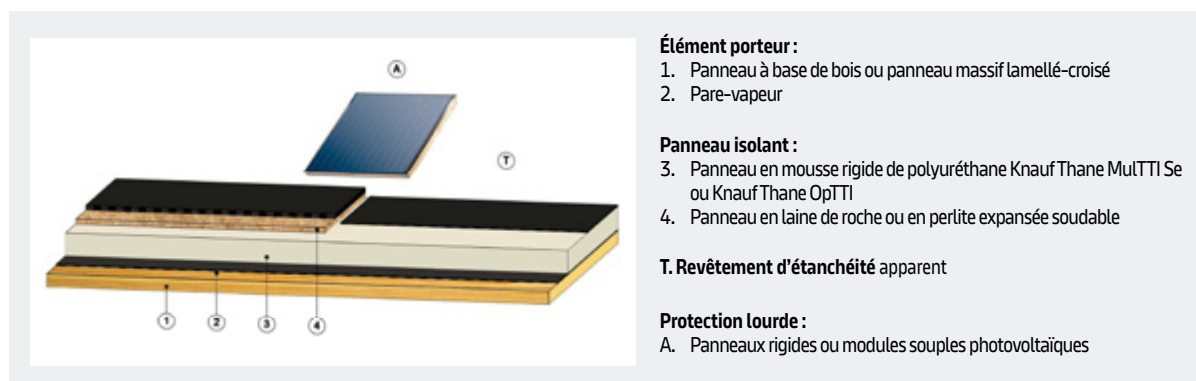 A
T
1
2
3
4
Élément porteur :
1. Panneau à base de bois ou panneau massif lamellé-croisé
2. Pare-vapeur
Panneau isolant :
3. Panneau en mousse rigide de polyuréthane Knauf Thane MulTTI Se
ou Knauf Thane OpTTI
4. Panneau en laine de roche ou en perlite expansée soudable
T. Revêtement d'étanchéité apparent
Protection lourde :
A. Panneaux rigides ou modules souples photovoltaïques